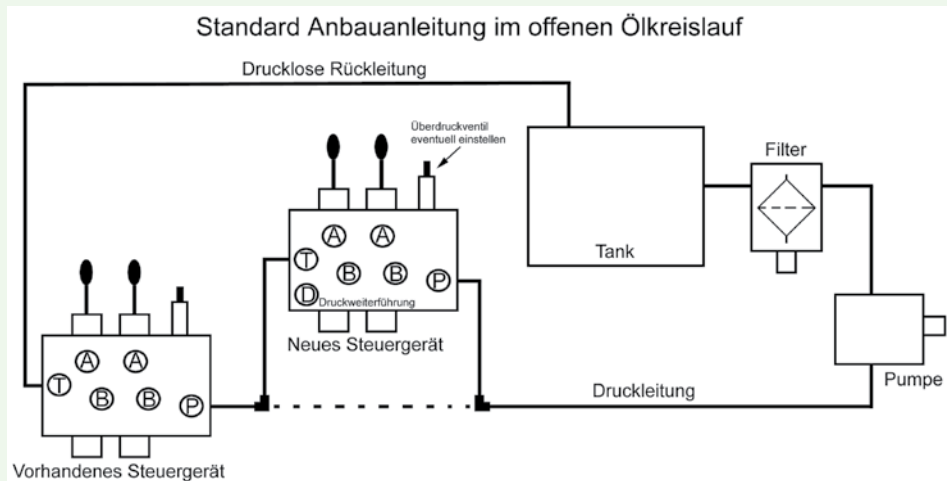 Standard Anbauanleitung im offenen Ölkreislauf
Drucklose Rückleitung
Überdruckventil
eventuell einstellen
Filter
A A
T B B P
D Druckweiterführung
Tank
Neues Steuergerät
Pumpe
Druckleitung
A A
T B B P
Vorhandenes Steuergerät